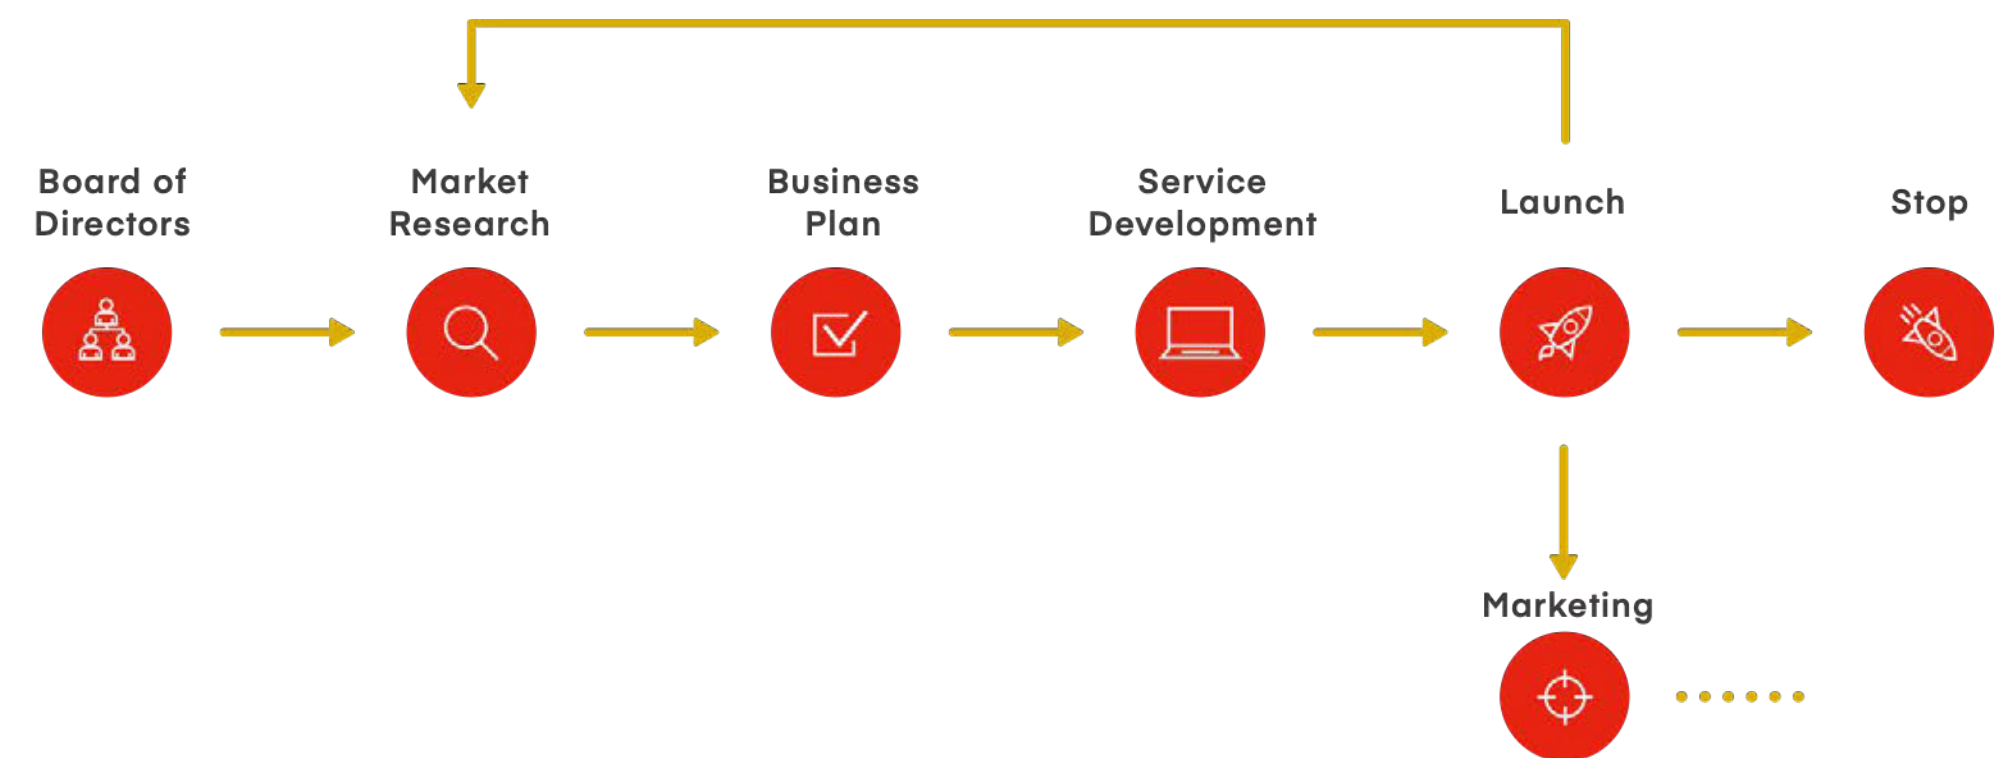 Board of
Directors
Market
Research
Business
Plan
Service
Development
Launch
Stop
Marketing